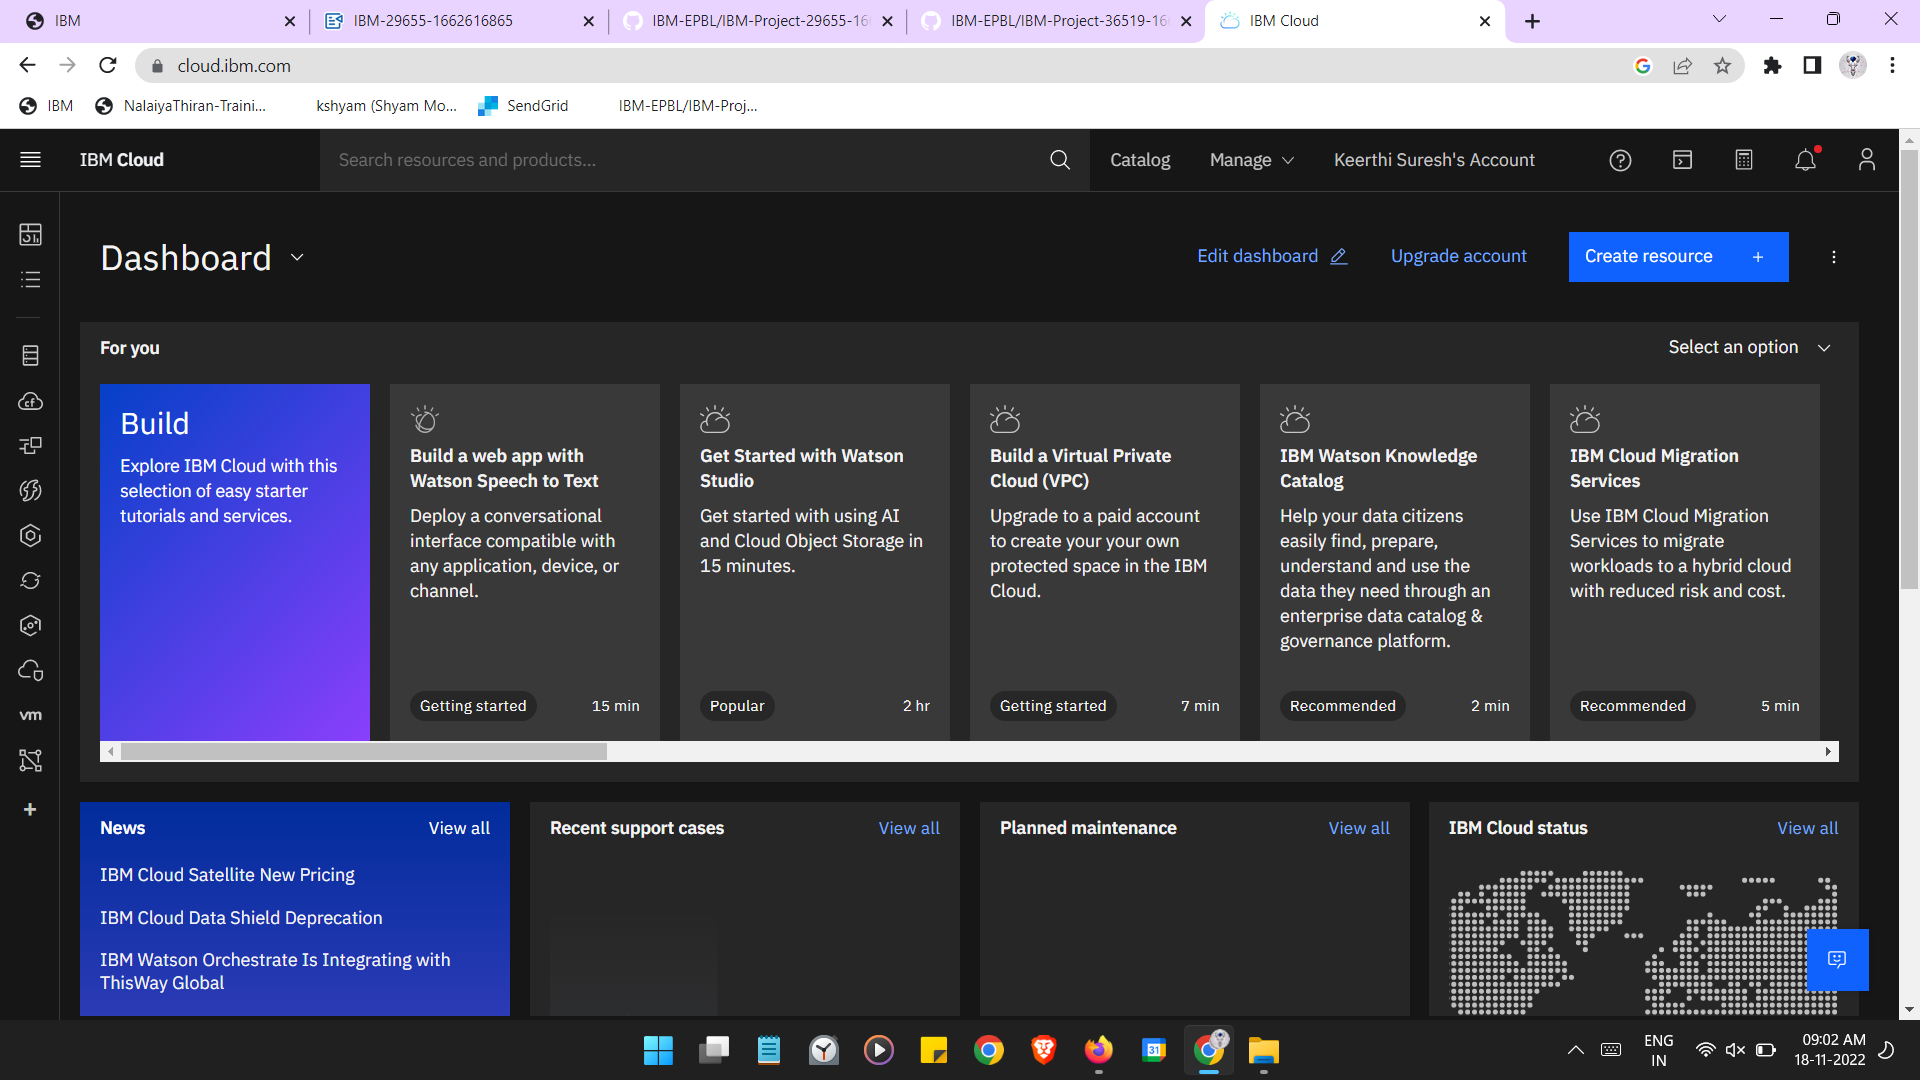 IBM
IBM-29655-1662616865
IBM-EPBL/IBM-Project-29655-16
IBM-EPBL/IBM-Project-36519-16
IBM Cloud
cloud.ibm.com
IBM
NalaiyaThiran-Traini...
kshyam (Shyam Mo...
SendGrid
IBM-EPBL/IBM-Proj...
IBM Cloud
Search resources and products...
Catalog
Manage
Keerthi Suresh's Account
Dashboard
Edit dashboard
Upgrade account
Create resource +
For you
Select an option
Build
Explore IBM Cloud with this
selection of easy starter
tutorials and services.
Build a web app with
Watson Speech to Text
Deploy a conversational
interface compatible with
any application, device, or
channel.
Getting started
15 min
Get Started with Watson
Studio
Get started with using AI
and Cloud Object Storage in
15 minutes.
Popular
2 hr
Build a Virtual Private
Cloud (VPC)
Upgrade to a paid account
to create your your own
protected space in the IBM
Cloud.
Getting started
7 min
IBM Watson Knowledge
Catalog
Help your data citizens
easily find, prepare,
understand and use the
data they need through an
enterprise data catalog &
governance platform.
Recommended
2 min
IBM Cloud Migration
Services
Use IBM Cloud Migration
Services to migrate
workloads to a hybrid cloud
with reduced risk and cost.
Recommended
5 min
cf
vm
News
View all
IBM Cloud Satellite New Pricing
IBM Cloud Data Shield Deprecation
IBM Watson Orchestrate Is Integrating with
ThisWay Global
Recent support cases
View all
Planned maintenance
View all
IBM Cloud status
View all
31
ENG
IN
09:02 AM
18-11-2022